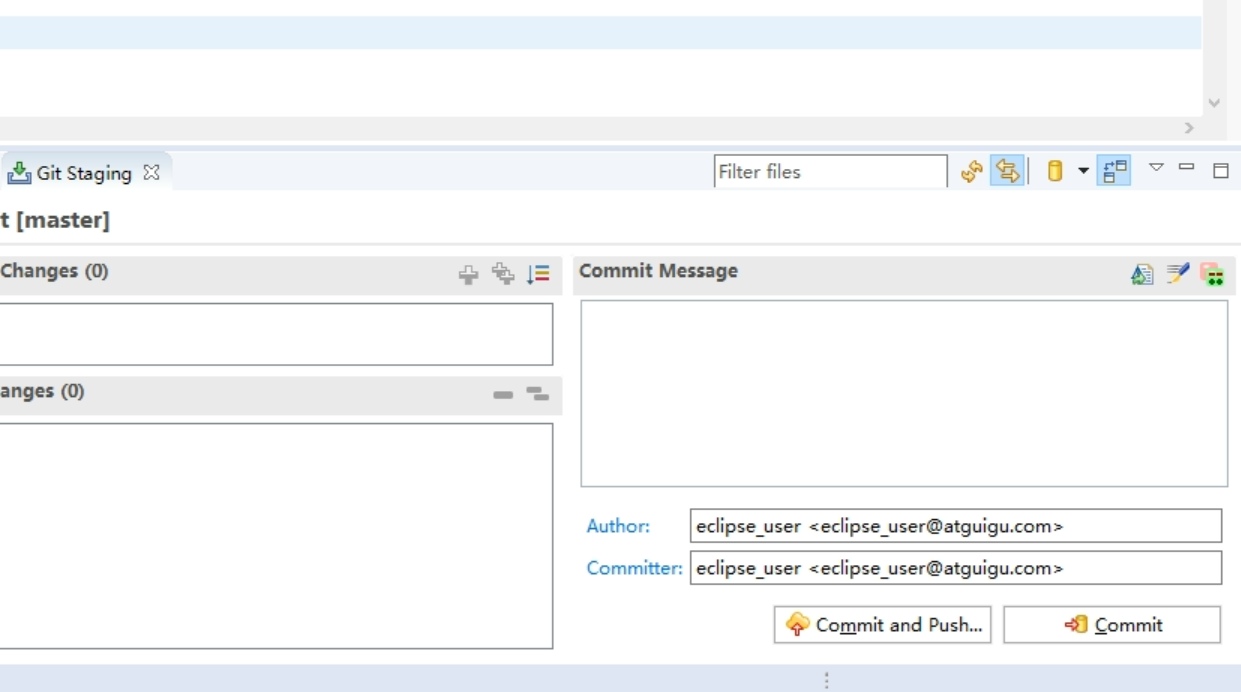 Git Staging
Filter files
t [master]
Changes (0)
Commit Message
anges (0)
Author: eclipse_user <eclipse_user@atguigu.com>
Committer: eclipse_user <eclipse_user@atguigu.com>
Commit and Push...
Commit